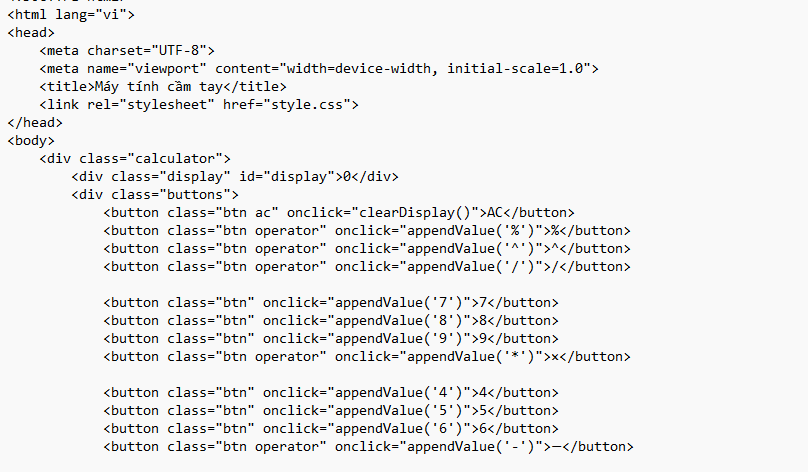 <html lang="vi">
<head>
    <meta charset="UTF-8">
    <meta name="viewport" content="width=device-width, initial-scale=1.0">
    <title>Máy tính cầm tay</title>
    <link rel="stylesheet" href="style.css">
</head>
<body>
    <div class="calculator">
        <div class="display" id="display">0</div>
        <div class="buttons">
            <button class="btn ac" onclick="clearDisplay()">AC</button>
            <button class="btn operator" onclick="appendValue('%')">%</button>
            <button class="btn operator" onclick="appendValue('^')">^</button>
            <button class="btn operator" onclick="appendValue('/')">/</button>

            <button class="btn" onclick="appendValue('7')">7</button>
            <button class="btn" onclick="appendValue('8')">8</button>
            <button class="btn" onclick="appendValue('9')">9</button>
            <button class="btn operator" onclick="appendValue('*')">×</button>

            <button class="btn" onclick="appendValue('4')">4</button>
            <button class="btn" onclick="appendValue('5')">5</button>
            <button class="btn" onclick="appendValue('6')">6</button>
            <button class="btn operator" onclick="appendValue('-')">−</button>